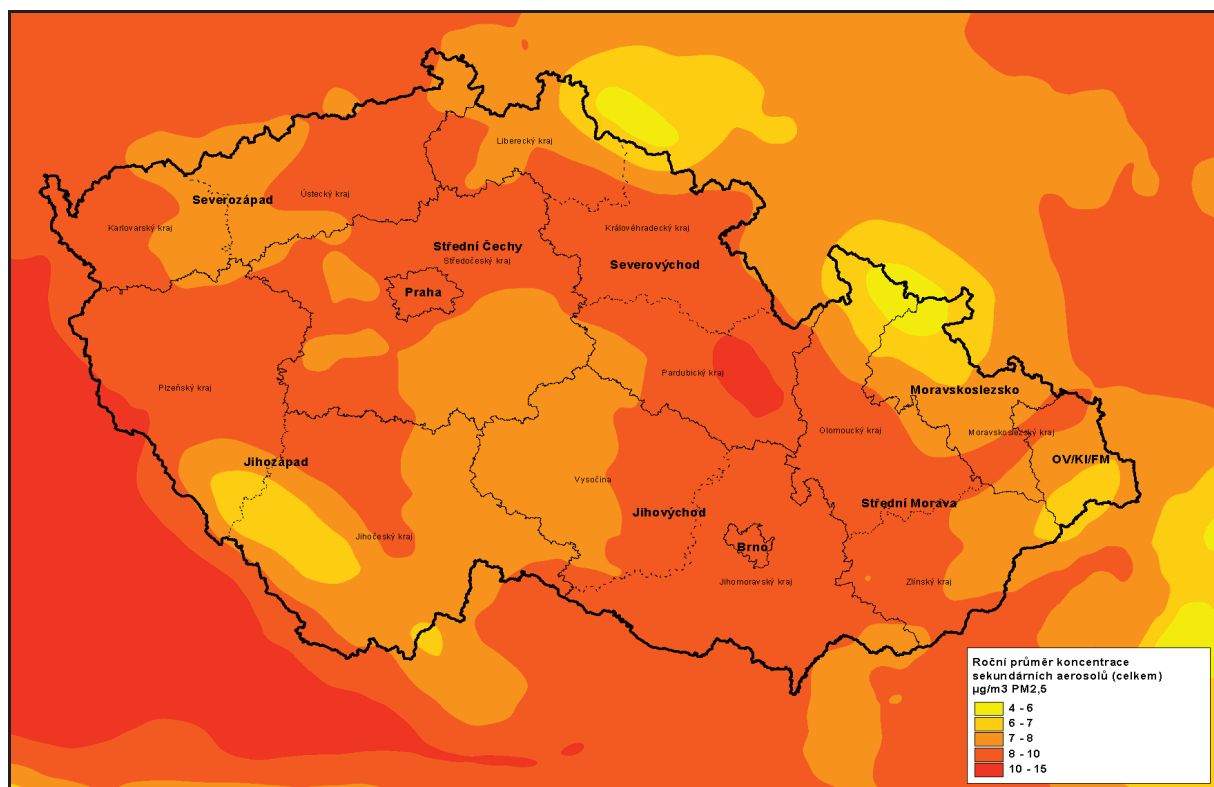 Liberecký kraj
Ústecký kraj
Severozápad
Karlovarský kraj
Královéhradecký kraj
Střední Čechy
Středočeský kraj
Severovýchod
Praha
Pardubický kraj
Plzeňský kraj
Moravskoslezsko
Olomoucký kraj
Moravskoslezský kraj
Jihozápad
OV/KI/FM
Vysočina
Střední Morava
Jihovýchod
Jihočeský kraj
Brno
Jihomoravský kraj
Zlínský kraj
Roční průměr koncentrace
sekundárních aerosolů (celkem)
µg/m3 PM2,5
4 - 6
6 - 7
7 - 8
8 - 10
10 - 15